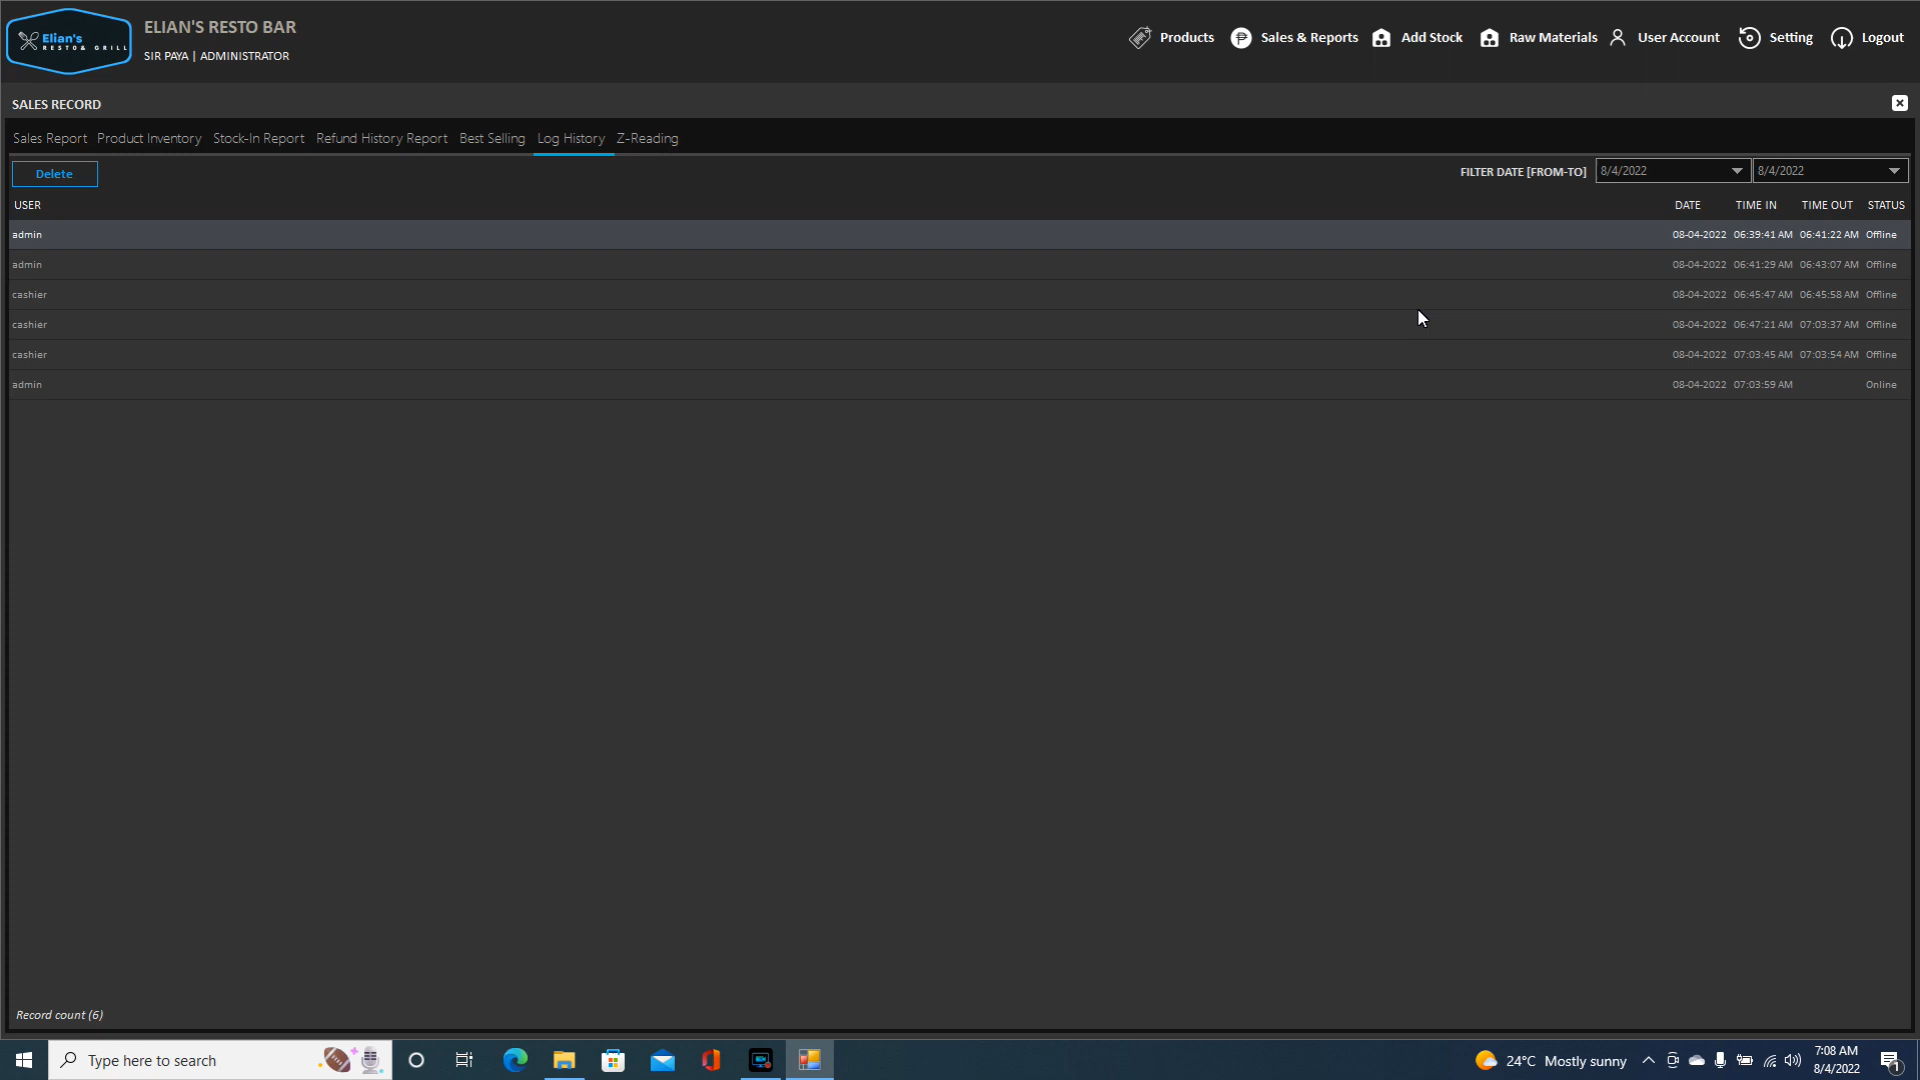 Elian's
RESTO & GRILL
ELIAN'S RESTO BAR
SIR PAYA | ADMINISTRATOR
Products Sales & Reports Add Stock Raw Materials User Account Setting Logout
SALES RECORD
Sales Report Product Inventory Stock-In Report Refund History Report Best Selling Log History Z-Reading
Delete FILTER DATE [FROM-TO] 8/4/2022 8/4/2022
USER DATE TIME IN TIME OUT STATUS
admin 08-04-2022 06:39:41 AM 06:41:22 AM Offline
admin 08-04-2022 06:41:29 AM 06:43:07 AM Offline
cashier 08-04-2022 06:45:47 AM 06:45:58 AM Offline
cashier 08-04-2022 06:47:21 AM 07:03:37 AM Offline
cashier 08-04-2022 07:03:45 AM 07:03:54 AM Offline
admin 08-04-2022 07:03:59 AM Online
Record count (6)
Type here to search 24°C Mostly sunny 7:08 AM
8/4/2022 1